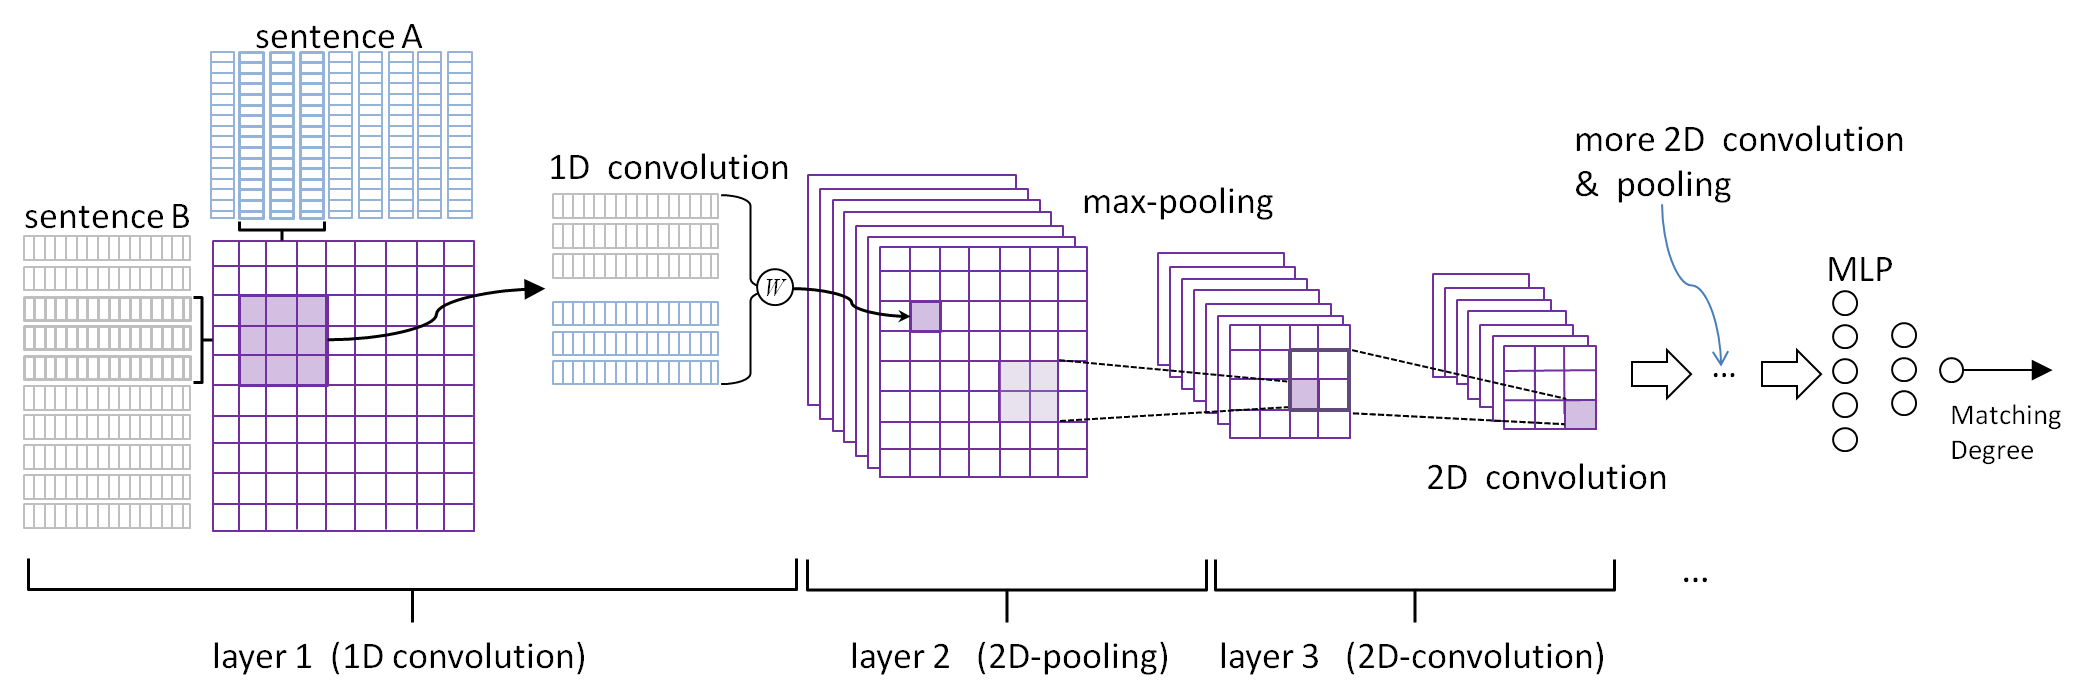 sentence A
sentence B
1D convolution
W
max-pooling
more 2D convolution
& pooling
...
MLP
Matching
Degree
2D convolution
...
layer 1 (1D convolution)
layer 2 (2D-pooling)
layer 3 (2D-convolution)